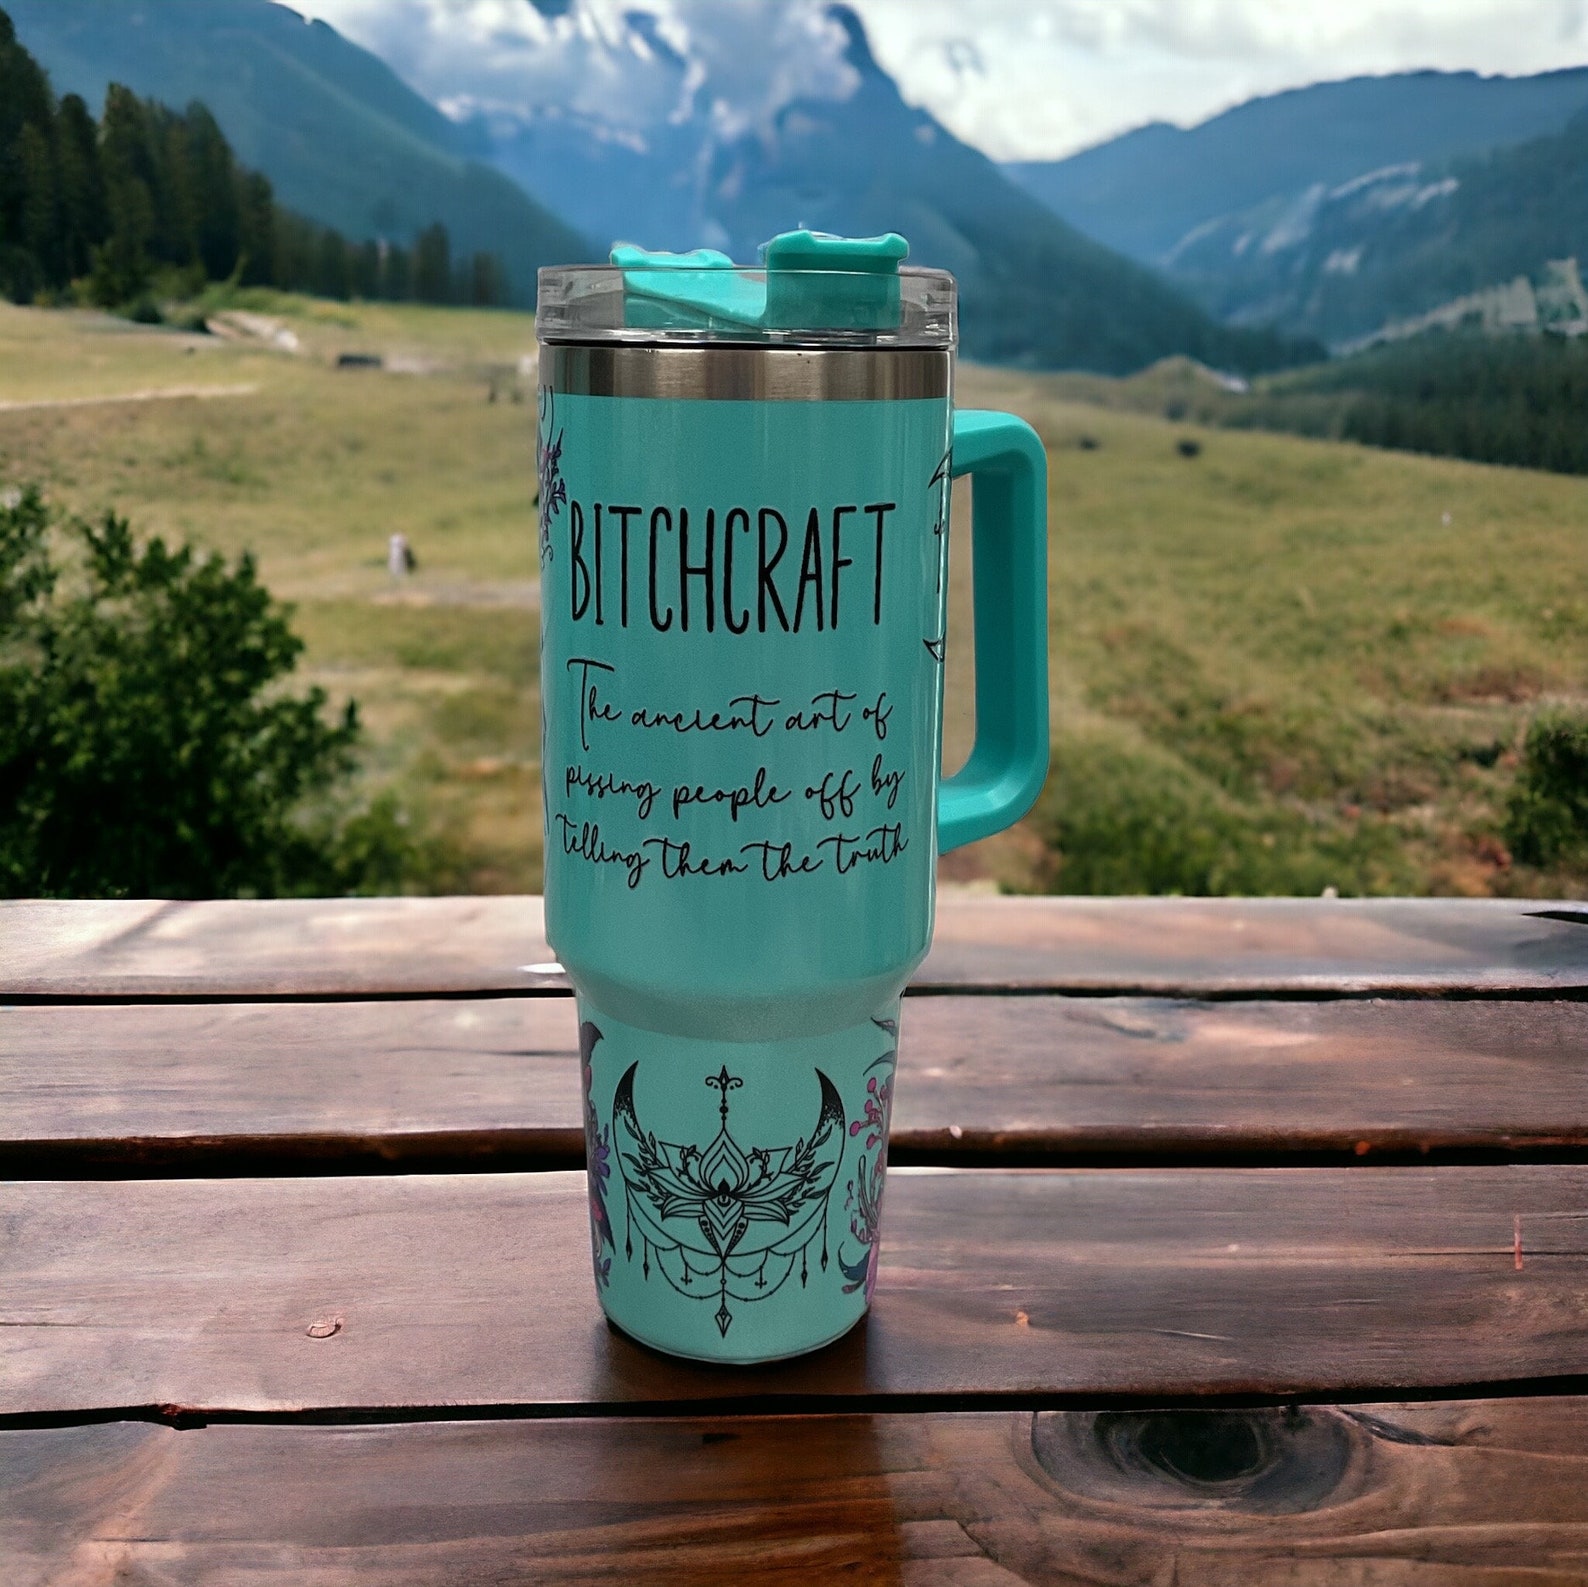 BITCHCRAFT
The ancient art of
pissing people off by
telling them the truth